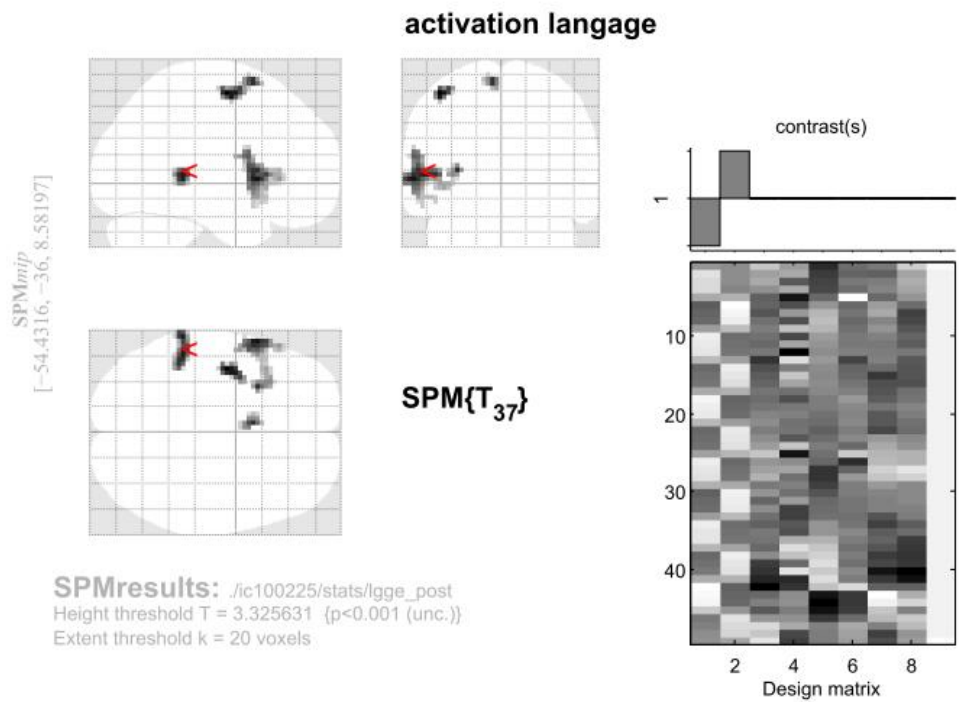 activation langage
SPMmip
[−54.4316, −36, 8.58197]
contrast(s)
1
SPM{T37}
10
20
30
40
2 4 6 8
Design matrix
SPMresults: ./ic100225/stats/lgge_post
Height threshold T = 3.325631 {p<0.001 (unc.)}
Extent threshold k = 20 voxels